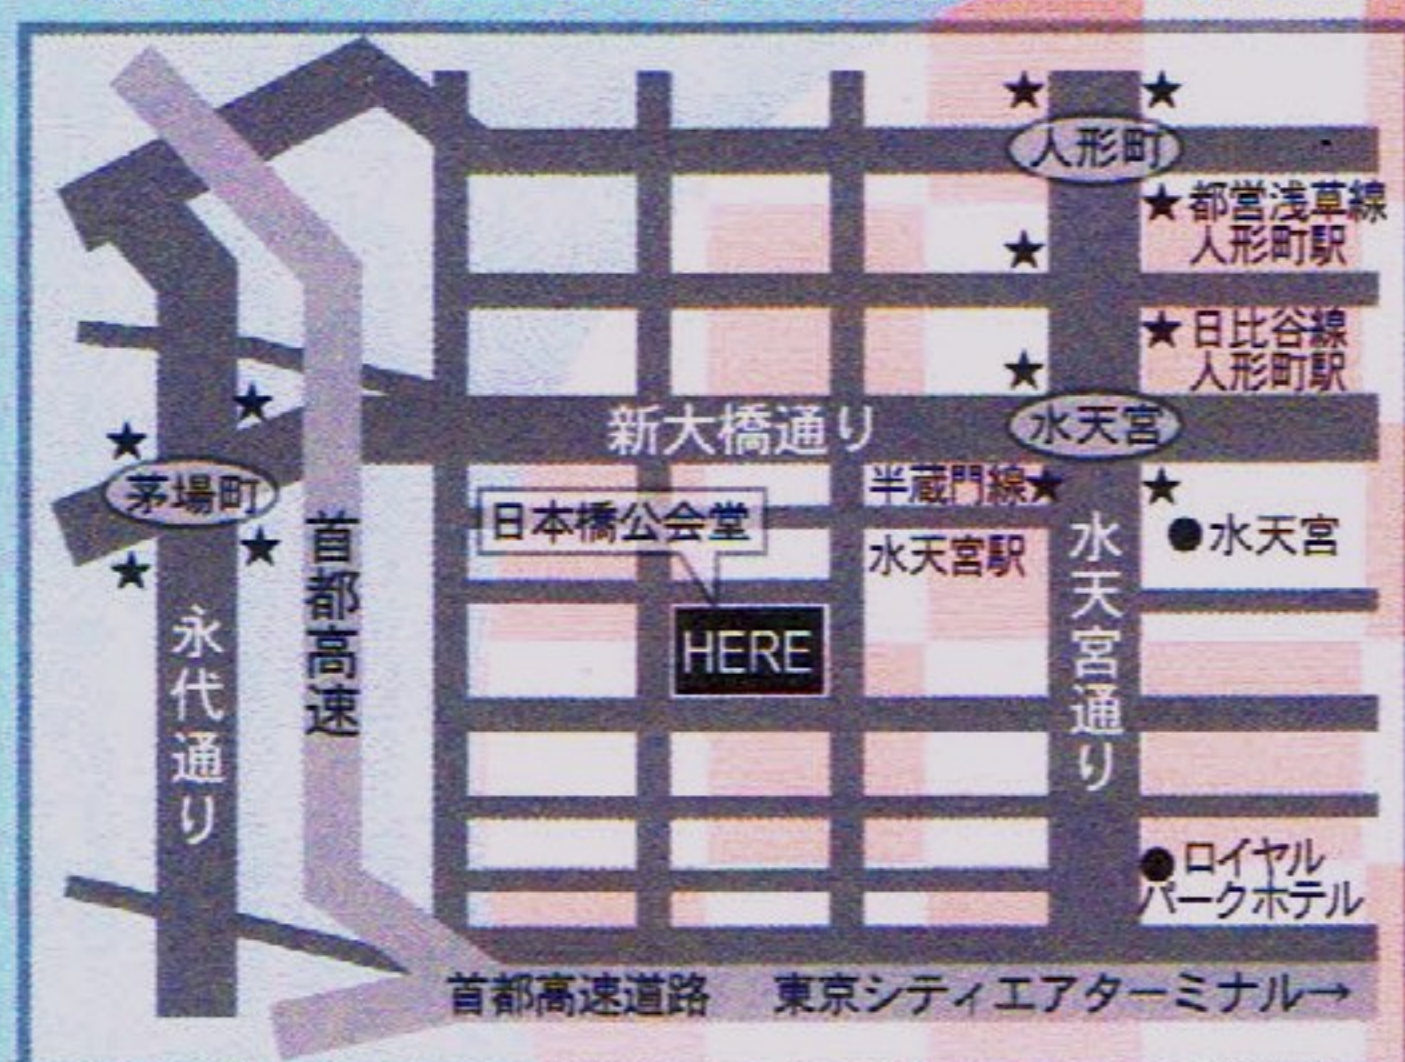 人形町
★都営浅草線
人形町駅
★日比谷線
人形町駅
新大橋通り
水天宮
半蔵門線★
水天宮駅
●水天宮
茅場町
日本橋公会堂
HERE
首都高速
永代通り
水天宮通り
●ロイヤル
パークホテル
首都高速道路
東京シティエアターミナル→